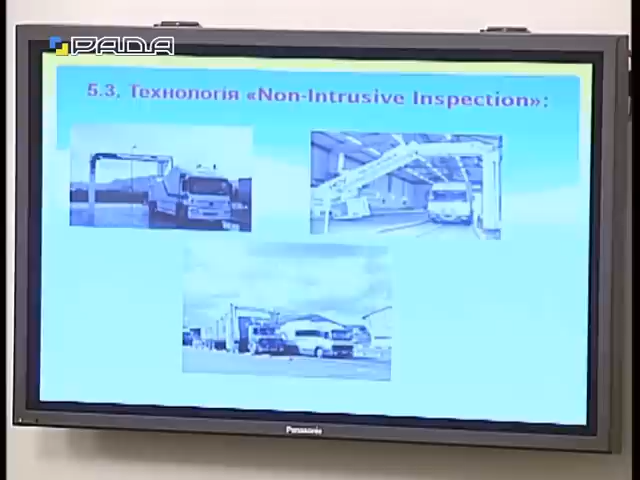 РАДА
5.3. Технологія «Non-Intrusive Inspection»:
Panasonic